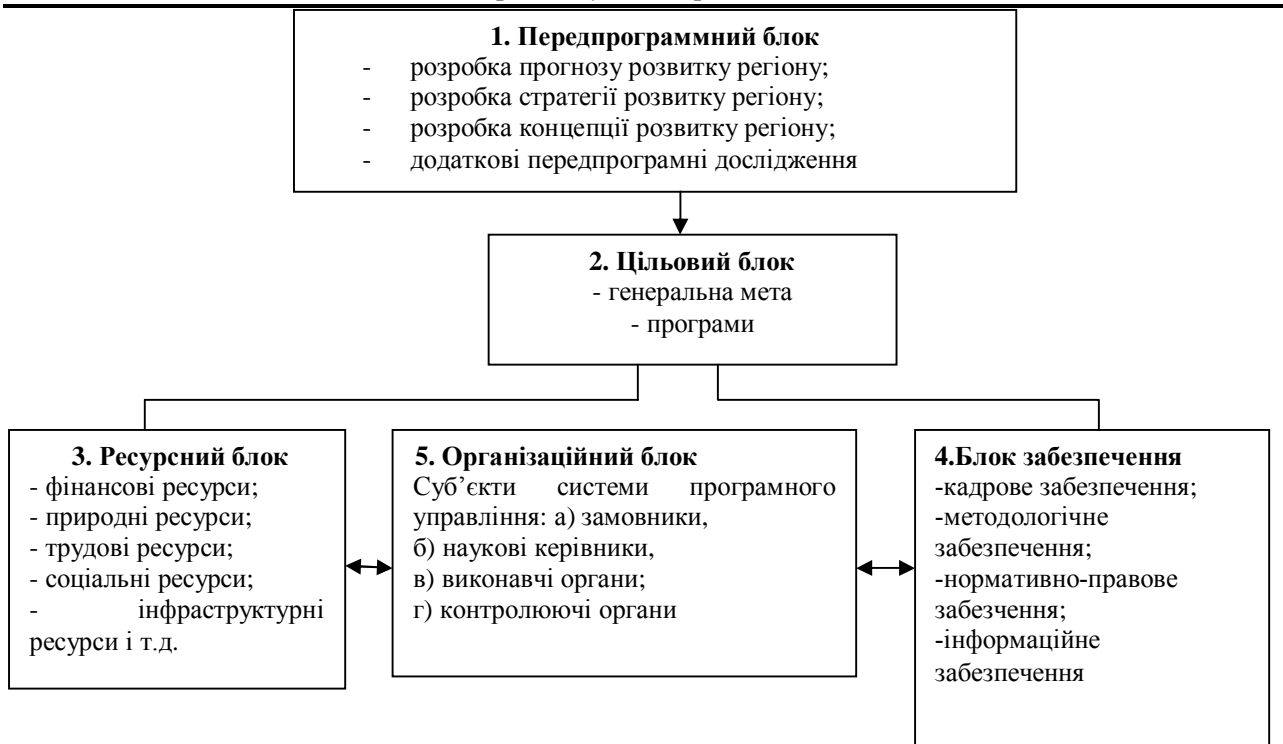 1. Передпрограммний блок
- розробка прогнозу розвитку регіону;
- розробка стратегії розвитку регіону;
- розробка концепції розвитку регіону;
- додаткові передпрограмні дослідження
2. Цільовий блок
- генеральна мета
- програми
3. Ресурсний блок
- фінансові ресурси;
- природні ресурси;
- трудові ресурси;
- соціальні ресурси;
- інфраструктурні
ресурси і т.д.
5. Організаційний блок
Суб’єкти системи програмного
управління: а) замовники,
б) наукові керівники,
в) виконавчі органи;
г) контролюючі органи
4.Блок забезпечення
-кадрове забезпечення;
-методологічне
забезпечення;
-нормативно-правове
забезчення;
-інформаційне
забезпечення